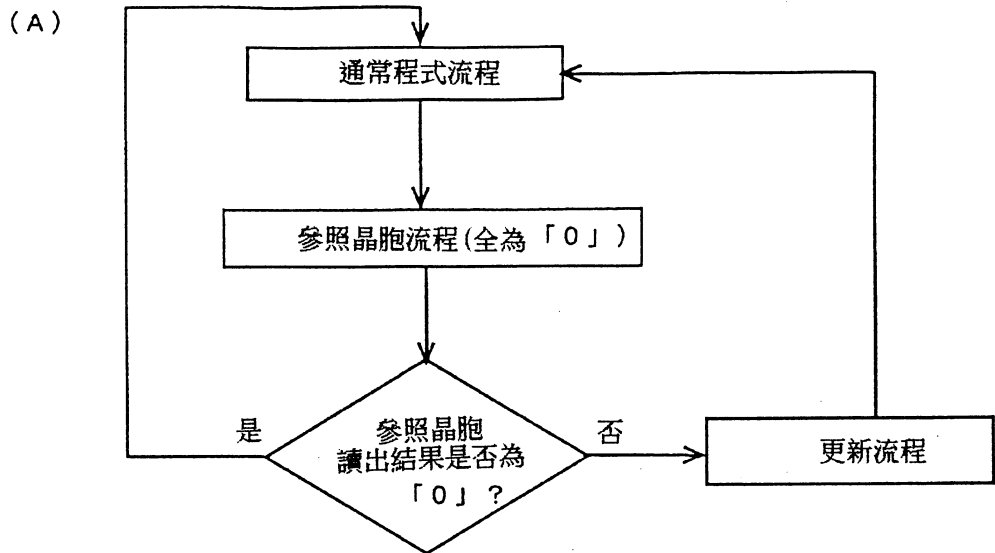 (A)
通常程式流程
參照晶胞流程(全為「0」)
是
參照晶胞
讀出結果是否為
「0」?
否
更新流程